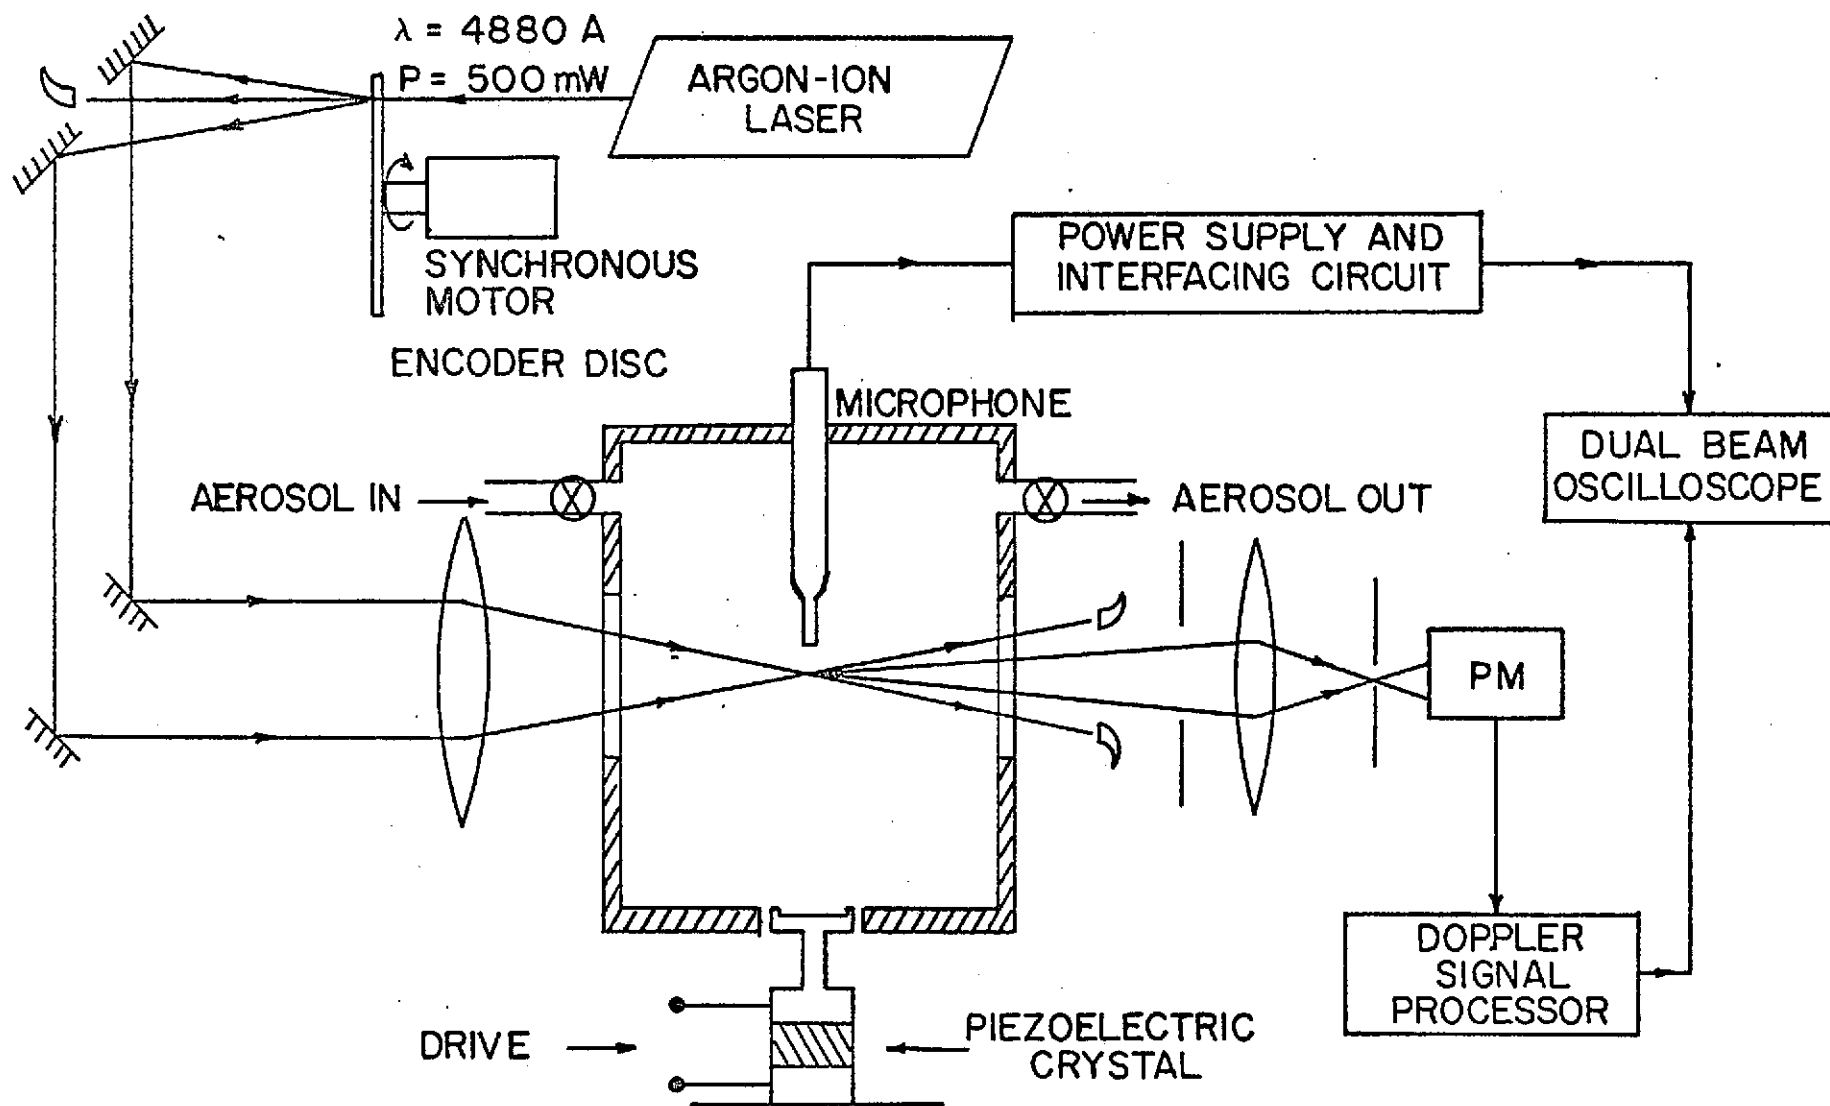 λ = 4880 A
P = 500 mW
ARGON-ION
LASER
SYNCHRONOUS
MOTOR
ENCODER DISC
POWER SUPPLY AND
INTERFACING CIRCUIT
MICROPHONE
DUAL BEAM
OSCILLOSCOPE
AEROSOL IN
AEROSOL OUT
PM
DOPPLER
SIGNAL
PROCESSOR
DRIVE
PIEZOELECTRIC
CRYSTAL